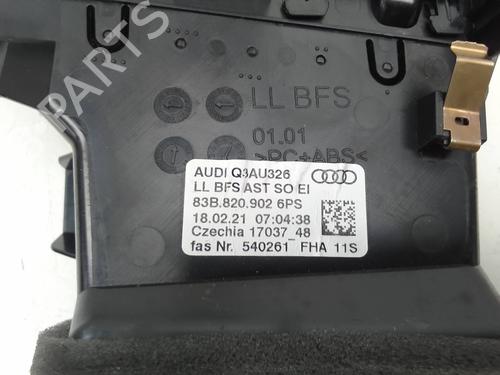 PARTS
LL BFS
01.01
>PC+ABS<
AUDI Q3AU326
LL BFS AST SO EI
83B.820.902 6PS
18.02.21 07:04:38
Czechia 17037_48
fas Nr. 540261 FHA 11S